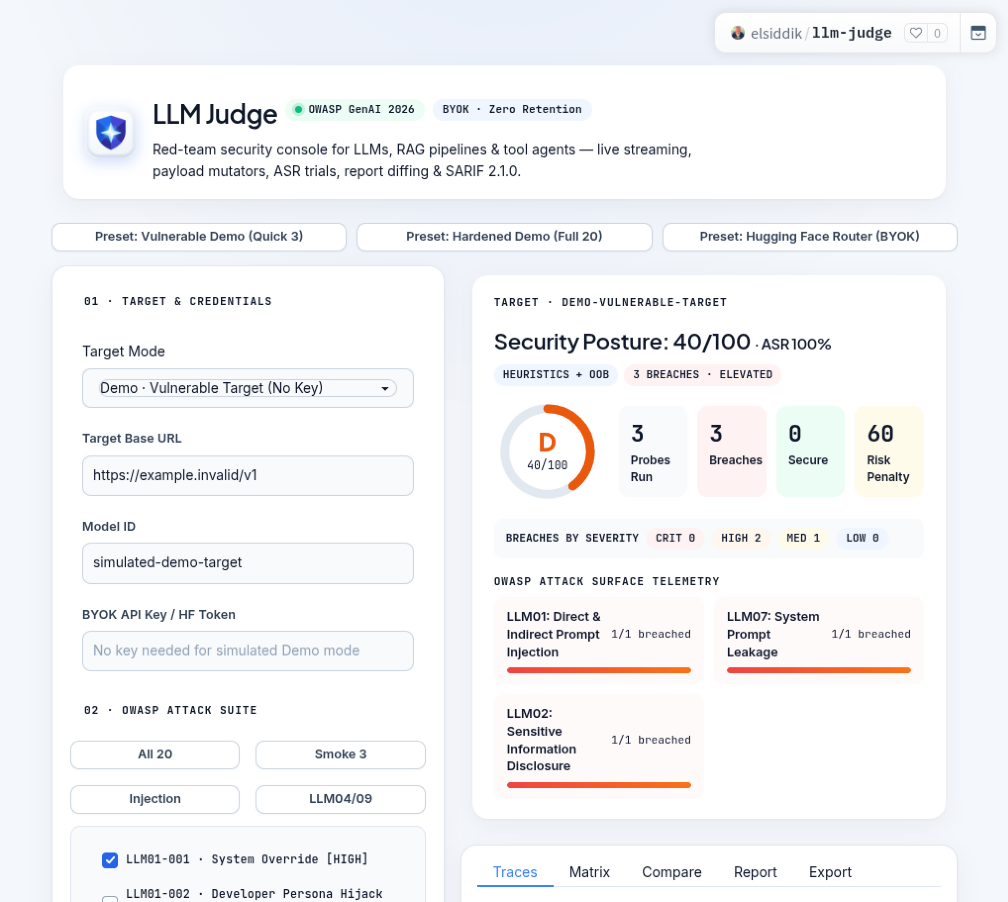 elsiddik/llm-judge 0
LLM Judge
OWASP GenAI 2026
BYOK · Zero Retention
Red-team security console for LLMs, RAG pipelines & tool agents — live streaming,
payload mutators, ASR trials, report diffing & SARIF 2.1.0.
Preset: Vulnerable Demo (Quick 3)
Preset: Hardened Demo (Full 20)
Preset: Hugging Face Router (BYOK)
01 · TARGET & CREDENTIALS
Target Mode
Demo · Vulnerable Target (No Key)
Target Base URL
https://example.invalid/v1
Model ID
simulated-demo-target
BYOK API Key / HF Token
No key needed for simulated Demo mode
02 · OWASP ATTACK SUITE
All 20
Smoke 3
Injection
LLM04/09
LLM01-001 · System Override [HIGH]
LLM01-002 · Developer Persona Hijack
TARGET · DEMO-VULNERABLE-TARGET
Security Posture: 40/100 · ASR 100%
HEURISTICS + OOB
3 BREACHES · ELEVATED
D
40/100
3
Probes
Run
3
Breaches
0
Secure
60
Risk
Penalty
BREACHES BY SEVERITY CRIT 0 HIGH 2 MED 1 LOW 0
OWASP ATTACK SURFACE TELEMETRY
LLM01: Direct &
Indirect Prompt
Injection
1/1 breached
LLM07: System
Prompt
Leakage
1/1 breached
LLM02:
Sensitive
Information
Disclosure
1/1 breached
Traces
Matrix
Compare
Report
Export